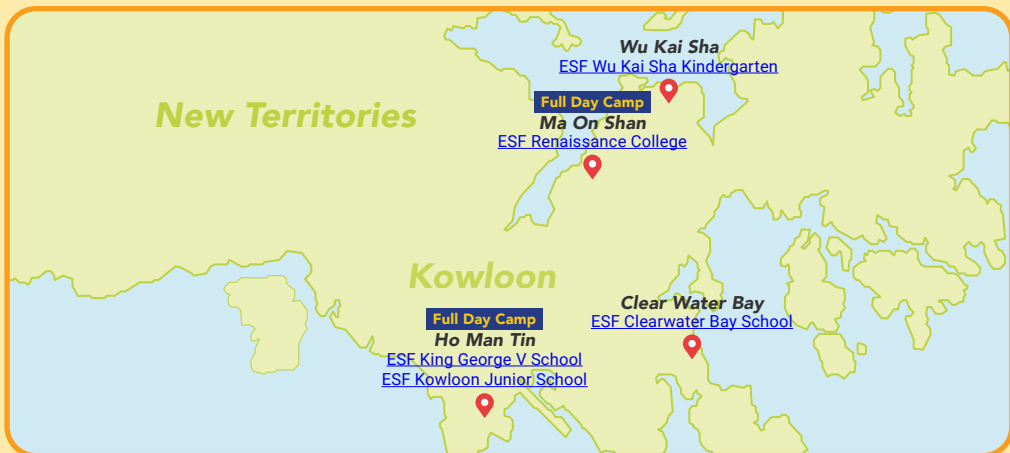 Wu Kai Sha
ESF Wu Kai Sha Kindergarten
New Territories
Full Day Camp
Ma On Shan
ESF Renaissance College
Kowloon
Clear Water Bay
ESF Clearwater Bay School
Full Day Camp
Ho Man Tin
ESF King George V School
ESF Kowloon Junior School